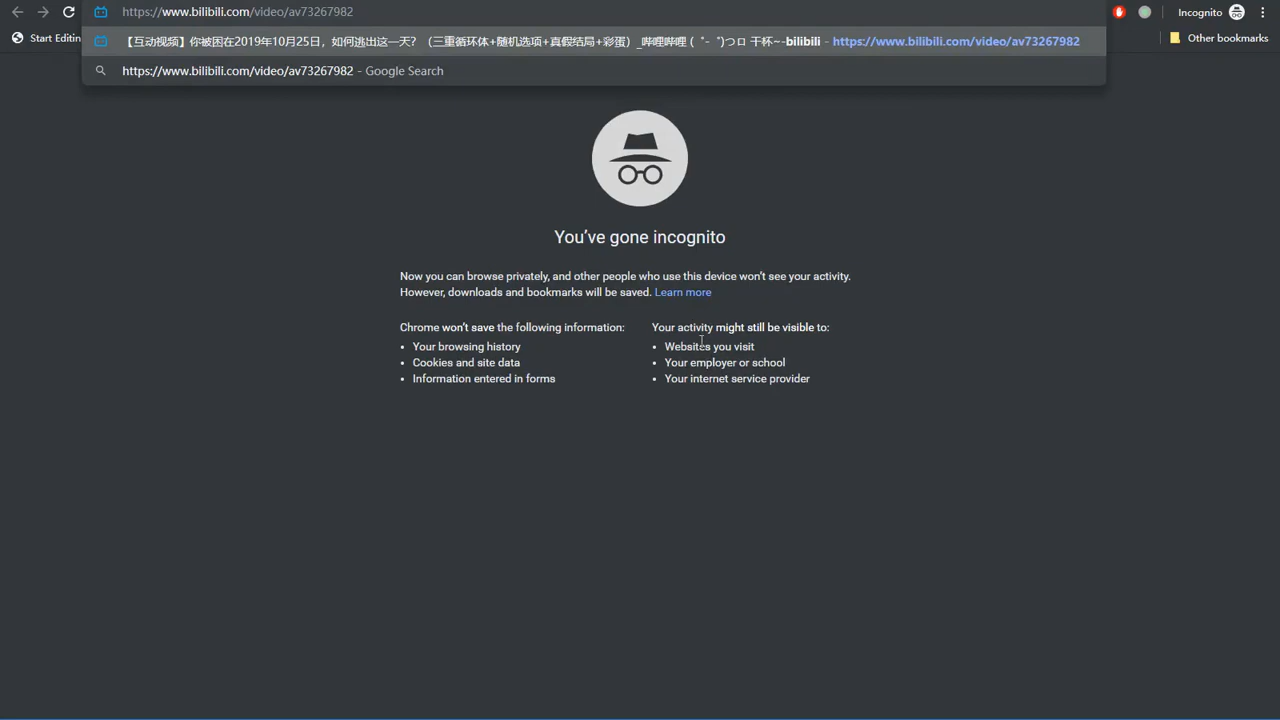 https://www.bilibili.com/video/av73267982
Incognito
【互动视频】你被困在2019年10月25日，如何逃出这一天？（三重循环体+随机选项+真假结局+彩蛋）_哔哩哔哩 (゜-゜)つロ 干杯~-bilibili - https://www.bilibili.com/video/av73267982
Start Editin
Other bookmarks
https://www.bilibili.com/video/av73267982 - Google Search
You've gone incognito
Now you can browse privately, and other people who use this device won't see your activity.
However, downloads and bookmarks will be saved. Learn more
Chrome won't save the following information:
• Your browsing history
• Cookies and site data
• Information entered in forms
Your activity might still be visible to:
• Websites you visit
• Your employer or school
• Your internet service provider